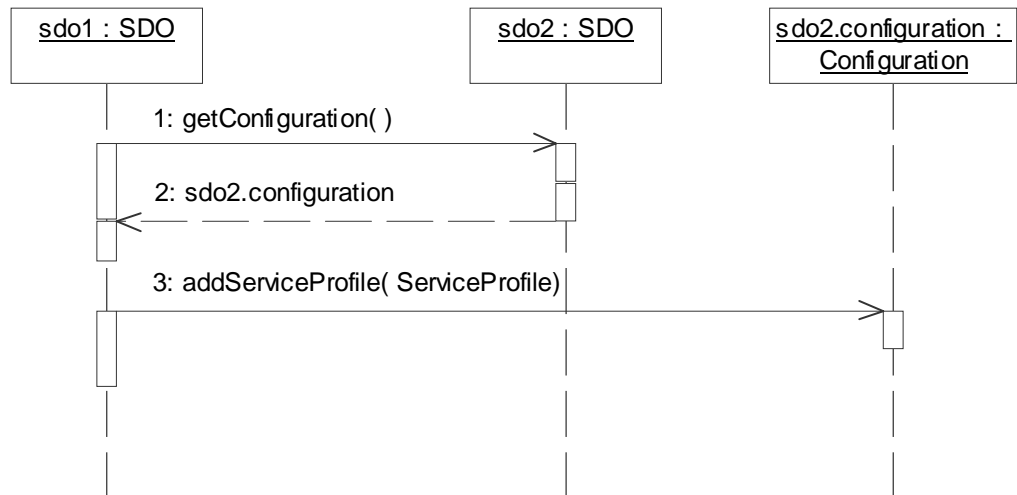 sdo1 : SDO
sdo2 : SDO
sdo2.configuration :
Configuration
1: getConfiguration( )
2: sdo2.configuration
3: addServiceProfile( ServiceProfile)